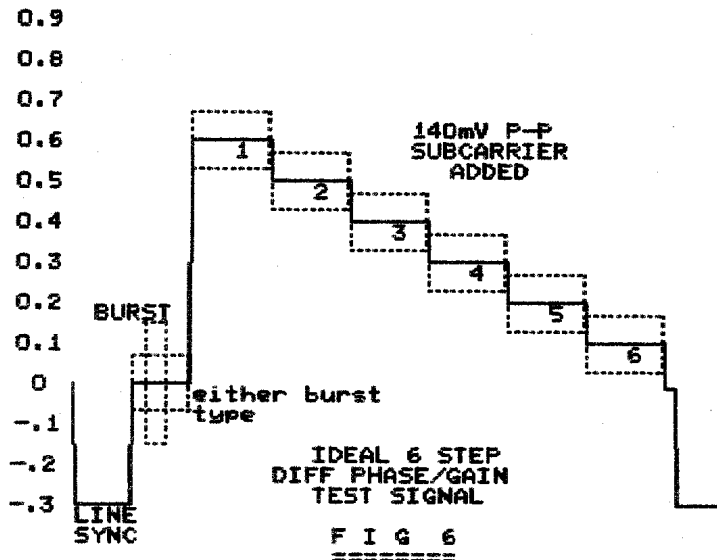 0.9
0.8
0.7
0.6
0.5
0.4
0.3
0.2
0.1
0
-.1
-.2
-.3
1
2
3
4
5
6
140mV P-P
SUBCARRIER
ADDED
BURST
either burst
type
LINE
SYNC
IDEAL 6 STEP
DIFF PHASE/GAIN
TEST SIGNAL
F I G 6